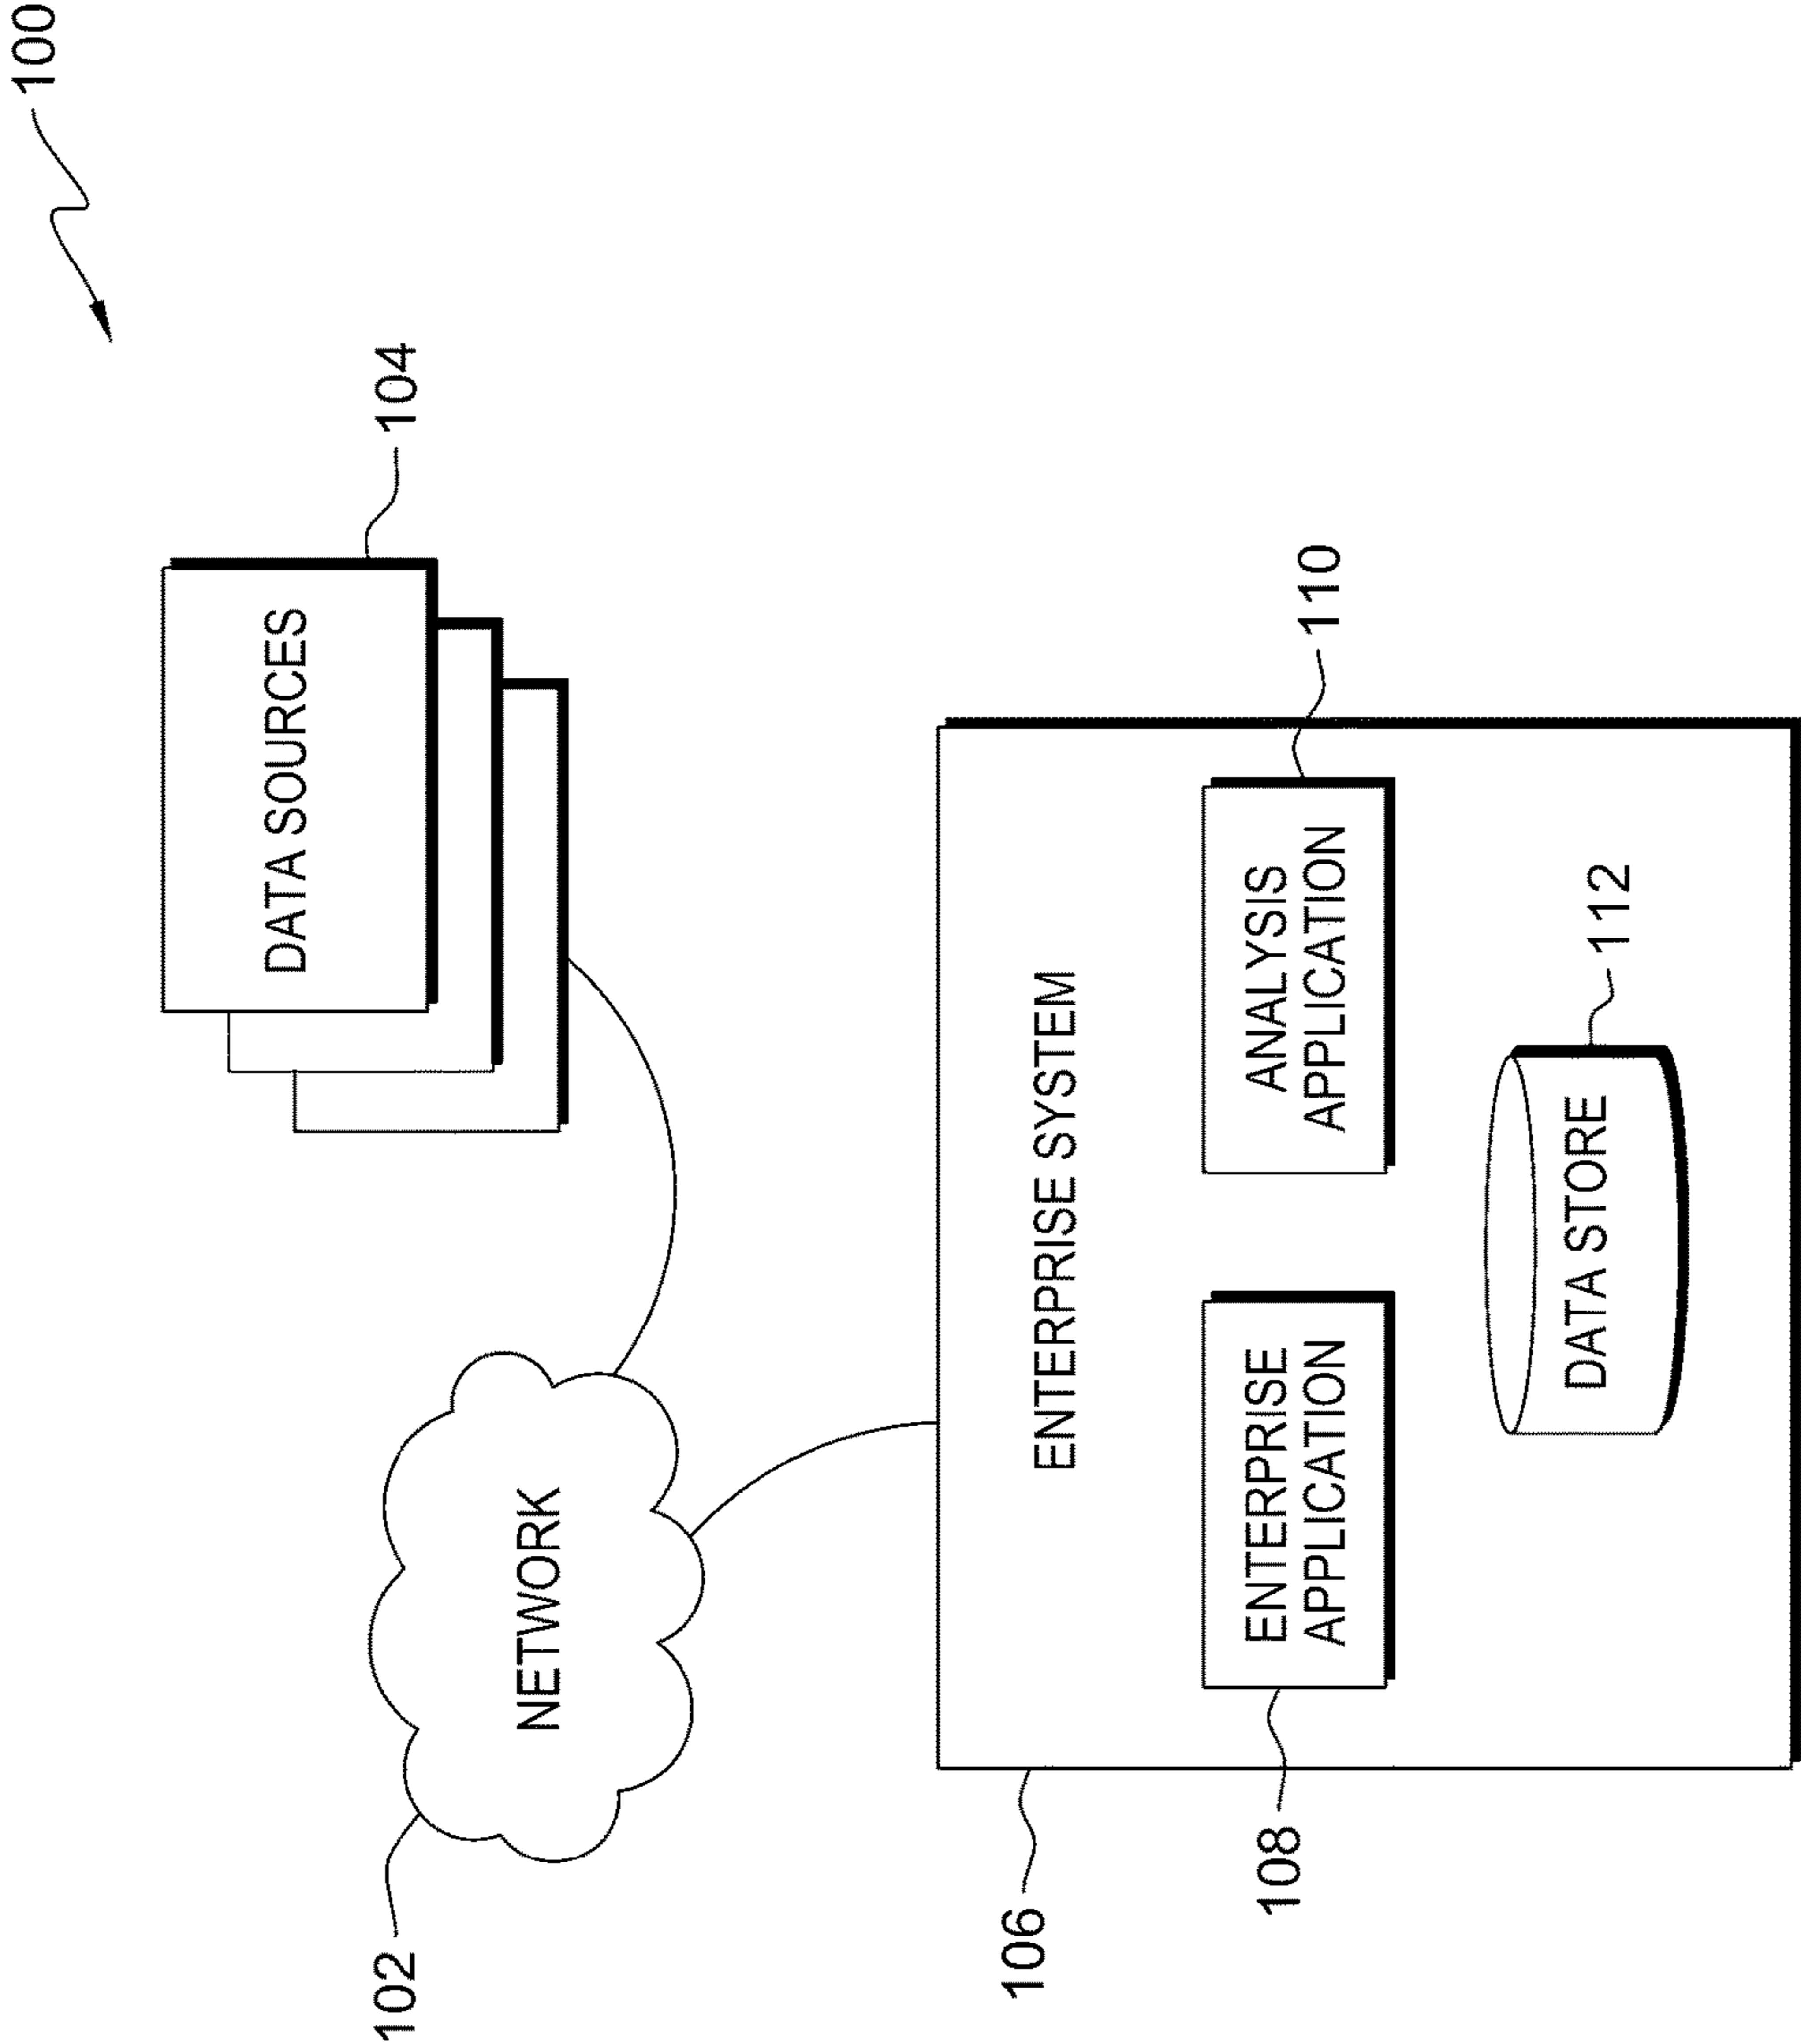 100
102
NETWORK
DATA SOURCES
104
106
ENTERPRISE SYSTEM
108
ENTERPRISE
APPLICATION
ANALYSIS
APPLICATION
110
DATA STORE
112